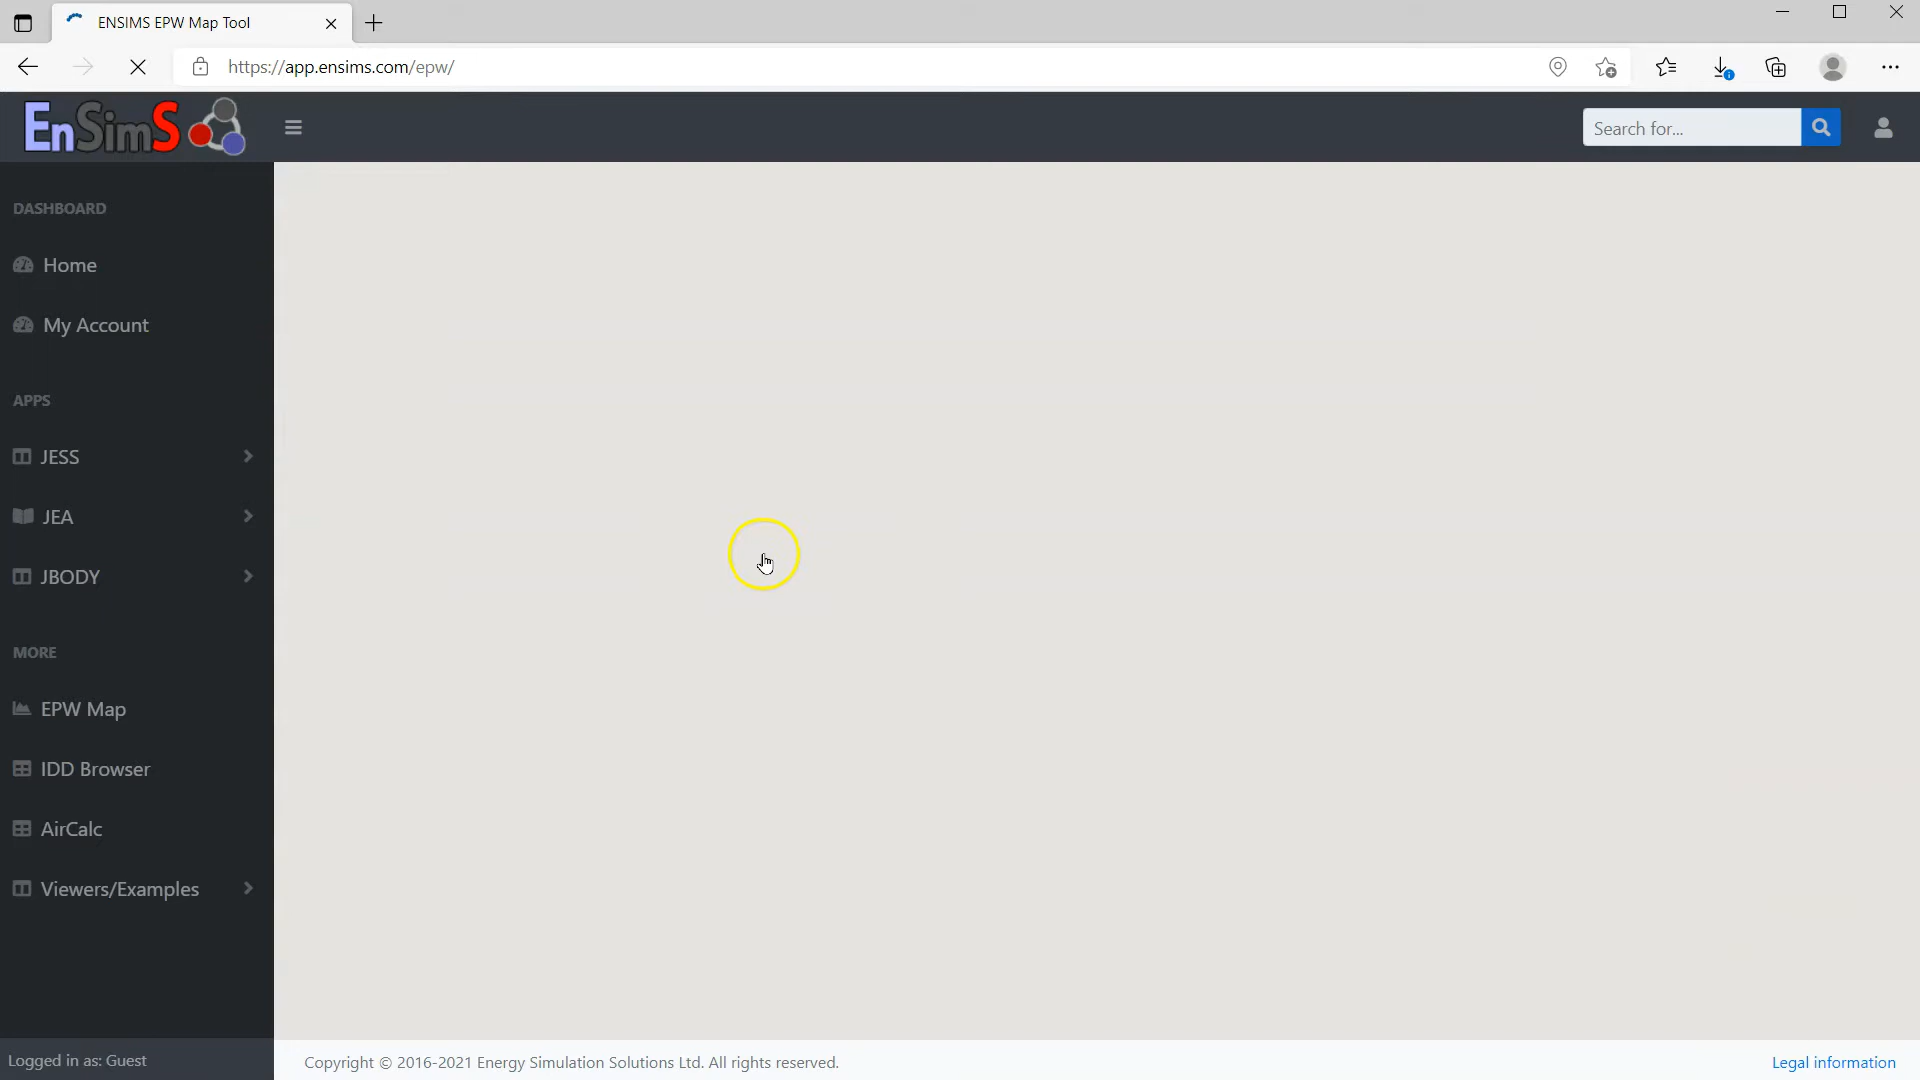 ENSIMS EPW Map Tool
https://app.ensims.com/epw/
EnSimS
Search for...
DASHBOARD
Home
My Account
APPS
JESS
JEA
JBODY
MORE
EPW Map
IDD Browser
AirCalc
Viewers/Examples
Logged in as: Guest
Copyright © 2016-2021 Energy Simulation Solutions Ltd. All rights reserved.
Legal information